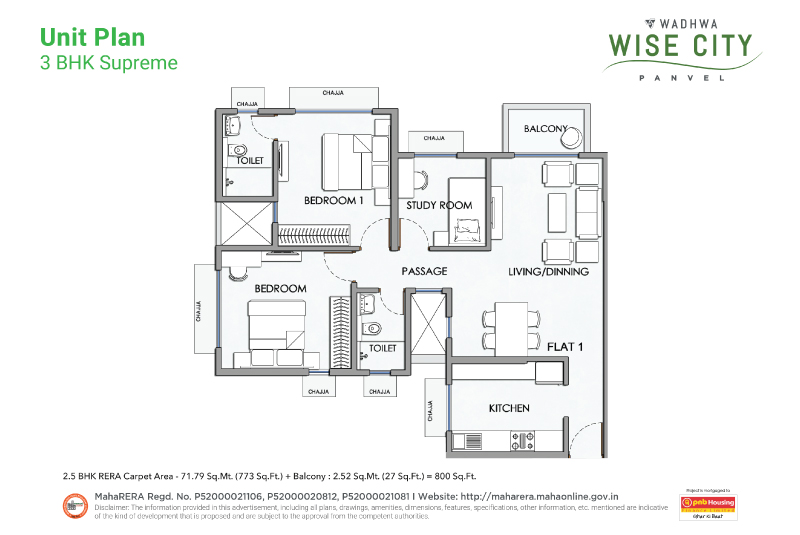 Unit Plan
3 BHK Supreme
WADHWA
WISE CITY
PANVEL
CHAJJA
CHAJJA
CHAJJA
BALCONY
TOILET
BEDROOM 1
STUDY ROOM
PASSAGE
LIVING/DINNING
BEDROOM
CHAJJA
TOILET
FLAT 1
CHAJJA
CHAJJA
CHAJJA
KITCHEN
2.5 BHK RERA Carpet Area - 71.79 Sq.Mt. (773 Sq.Ft.) + Balcony : 2.52 Sq.Mt. (27 Sq.Ft.) = 800 Sq.Ft.
MahaRERA Regd. No. P52000021106, P52000020812, P52000021081 I Website: http://maharera.mahaonline.gov.in
Disclaimer: The information provided in this advertisement, including all plans, drawings, amenities, dimensions, features, specifications, other information, etc. mentioned are indicative
of the kind of development that is proposed and are subject to the approval from the competent authorities.
Project is mortgaged to
pnb Housing
Ghar Ki Baat